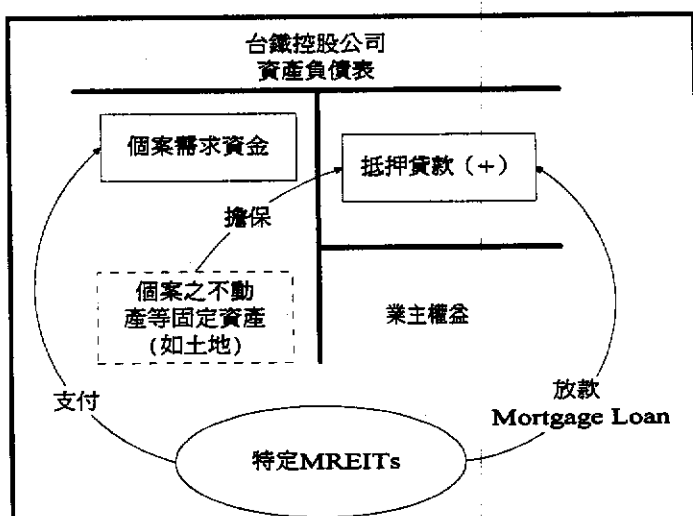 台鐵控股公司
資產負債表
個案需求資金
抵押貸款（+）
擔保
個案之不動
產等固定資產
(如土地)
業主權益
支付
放款
Mortgage Loan
特定MREITs